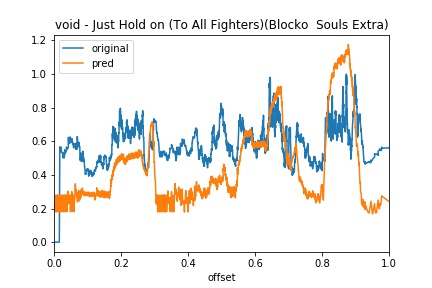 void - Just Hold on (To All Fighters)(Blocko  Souls Extra)
original
pred
1.2
1.0
0.8
0.6
0.4
0.2
0.0
0.0 0.2 0.4 0.6 0.8 1.0
offset